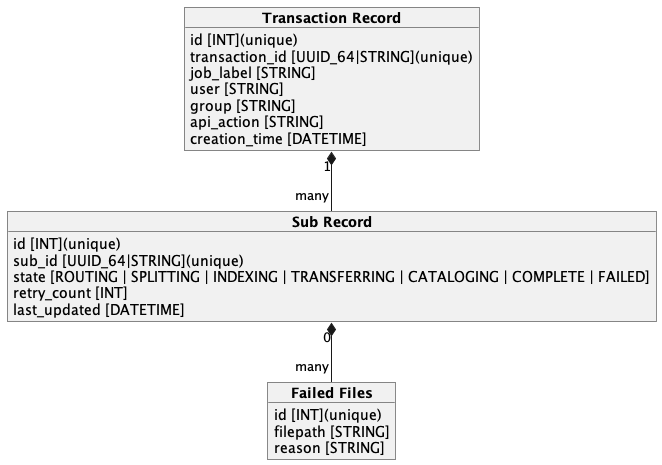 Transaction Record
id [INT](unique)
transaction_id [UUID_64|STRING](unique)
job_label [STRING]
user [STRING]
group [STRING]
api_action [STRING]
creation_time [DATETIME]
1
many
Sub Record
id [INT](unique)
sub_id [UUID_64|STRING](unique)
state [ROUTING | SPLITTING | INDEXING | TRANSFERRING | CATALOGING | COMPLETE | FAILED]
retry_count [INT]
last_updated [DATETIME]
0
many
Failed Files
id [INT](unique)
filepath [STRING]
reason [STRING]